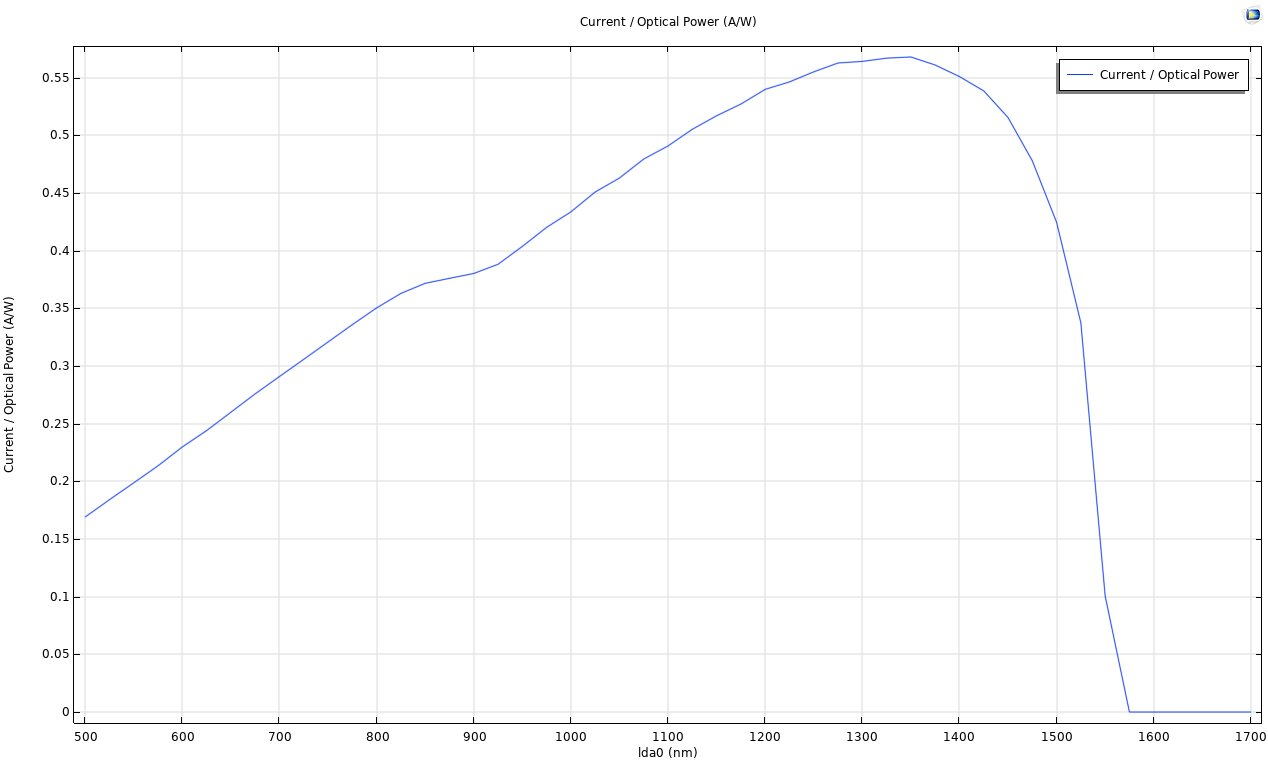 Current / Optical Power (A/W)
Current / Optical Power
0.55
0.5
0.45
0.4
0.35
0.3
0.25
0.2
0.15
0.1
0.05
0
Current / Optical Power (A/W)
500 600 700 800 900 1000 1100 1200 1300 1400 1500 1600 1700
lda0 (nm)